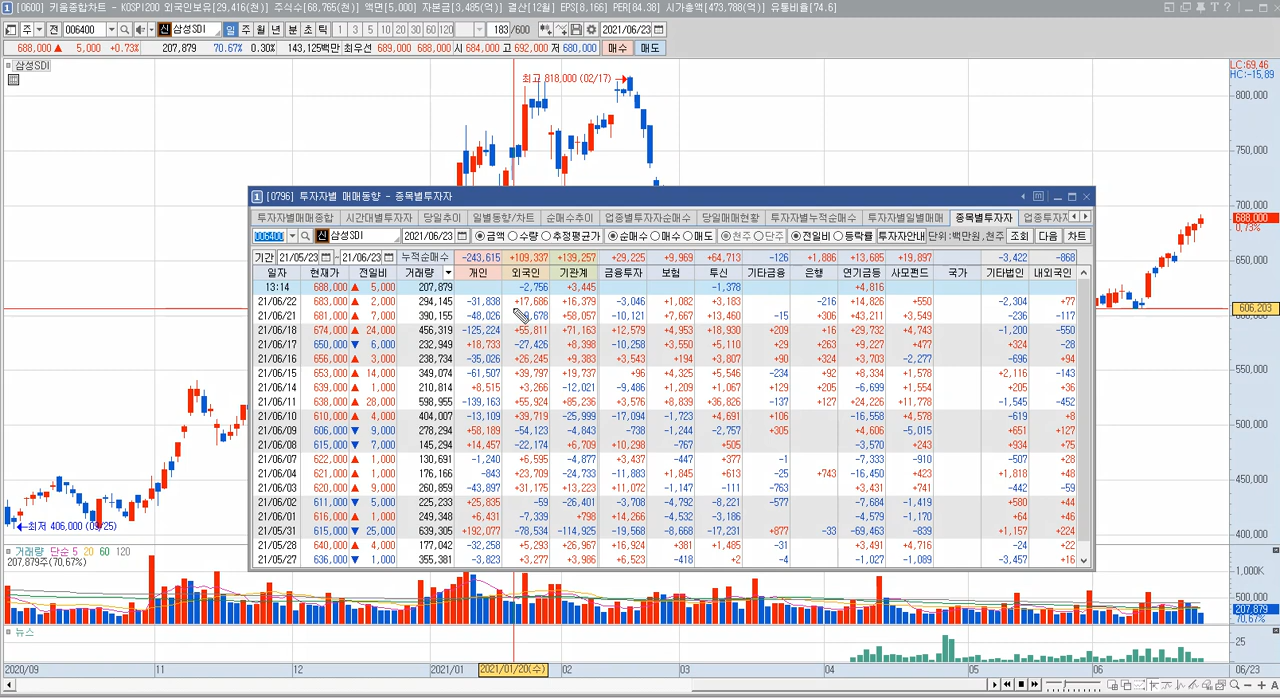 [0600] 키움종합차트 - KOSPI200 외국인보유[29,416(천)] 주식수[68,765(천)] 액면[5,000] 자본금[3,485(억)] 결산[12월] EPS[8,166] PER[84.38] 시가총액[473,788(억)] 유동비율[74.6]
주 전 006400 신 삼성SDI 일 주 월 년 분 초 틱 1 3 5 10 20 30 60 120 183 /600 2021/06/23
688,000 ▲ 5,000 +0.73% 207,879 70.67% 0.30% 143,125백만 최우선 689,000 688,000 시 684,000 고 692,000 저 680,000 매수 매도
삼성SDI
LC:69.46
HC:-15.89
최고 818,000 (02/17)
800,000
750,000
700,000
688,000
0.73%
650,000
606,203
550,000
500,000
450,000
400,000
최저 406,000
[0796] 투자자별 매매동향 - 종목별투자자
투자자별매매종합 시간대별투자자 당일추이 일별동향/차트 순매수추이 업종별투자자순매수 당일매매현황 투자자별누적순매수 투자자별일별매매 종목별투자자 업종투자
006400 신 삼성SDI 2021/06/23 금액 수량 추정평균가 순매수 매수 매도 천주 단주 전일비 등락률 투자자안내 단위:백만원,천주 조회 다음 차트
기간 21/05/23 - 21/06/23 누적순매수 -243,615 +109,337 +139,257 +29,225 +9,969 +64,713 -126 +1,886 +13,685 +19,897 -3,422 -868
일자 현재가 전일비 거래량 개인 외국인 기관계 금융투자 보험 투신 기타금융 은행 연기금등 사모펀드 국가 기타법인 내외국인
13:14 688,000 ▲ 5,000 207,879 -2,756 +3,445 -1,378 +4,816
21/06/22 683,000 ▲ 2,000 294,145 -31,838 +17,686 +16,379 -3,046 +1,082 +3,183 -216 +14,826 +550 -2,304 +77
21/06/21 681,000 ▲ 7,000 390,155 -48,026 +58,057 -10,121 +7,667 +13,460 -15 +306 +43,211 +3,549 -236 -117
21/06/18 674,000 ▲ 24,000 456,319 -125,224 +55,811 +71,163 +12,579 +4,953 +18,930 +209 +16 +29,732 +4,743 -1,200 -550
21/06/17 650,000 ▼ 6,000 232,949 +18,733 -27,426 +8,398 -10,258 +3,550 +5,110 +29 +263 +9,227 +477 +324 -28
21/06/16 656,000 ▲ 3,000 238,734 -35,026 +26,245 +9,383 +3,543 +194 +3,807 +90 +324 +3,703 -2,277 -696 +94
21/06/15 653,000 ▲ 14,000 349,074 -61,507 +39,797 +19,737 +96 +4,325 +5,546 -234 +92 +8,334 +1,578 +2,116 -143
21/06/14 639,000 ▲ 1,000 210,814 +8,515 +3,266 -12,021 -9,486 +1,209 +1,067 +129 +205 -6,699 +1,554 +205 +36
21/06/11 638,000 ▲ 28,000 598,955 -139,163 +55,924 +85,236 +3,576 +8,839 +36,826 -137 +127 +24,226 +11,778 -1,545 -452
21/06/10 610,000 ▲ 4,000 404,007 -13,109 +39,719 -25,999 -17,094 -1,723 +4,691 +106 -16,558 +4,578 -619 +8
21/06/09 606,000 ▼ 9,000 278,294 +58,189 -54,123 -4,843 -738 -1,244 -2,757 +305 +4,606 -5,015 +651 +127
21/06/08 615,000 ▼ 7,000 145,294 +14,457 -22,174 +6,709 +10,298 -767 +505 -3,570 +243 +934 +75
21/06/07 622,000 ▲ 1,000 130,691 -1,240 +6,595 -4,877 +3,437 -447 +377 -1 -7,333 -910 -507 +28
21/06/04 621,000 ▲ 1,000 176,166 -843 +23,709 -24,733 -11,883 +1,845 +613 -25 +743 -16,450 +423 +1,818 +48
21/06/03 620,000 ▲ 9,000 260,859 -43,897 +31,175 +13,223 +11,072 -1,147 -111 -763 +3,431 +741 -442 -59
21/06/02 611,000 ▼ 5,000 225,239 +25,835 -59 -26,401 -3,708 -4,792 -8,221 -577 -7,684 -1,419 +580 +44
21/06/01 616,000 ▲ 1,000 249,348 +6,431 -7,339 +798 +14,266 -4,532 -3,186 -4,579 -1,170 +64 +46
21/05/31 615,000 ▼ 25,000 639,305 +192,077 -78,534 -114,925 -19,568 -8,668 -17,231 +877 -33 -69,463 -839 +1,157 +224
21/05/28 640,000 ▲ 4,000 177,042 -32,258 +5,293 +26,967 +16,924 +381 +1,485 -31 +3,491 +4,716 -24 +22
21/05/27 636,000 ▼ 1,000 355,381 -3,823 +3,277 +3,986 +6,523 -418 +2 -4 -1,027 -1,089 -3,457 +16
거래량 단순 5 20 60 120
207,879주(70,67%)
1,000K
500,000
207,879
70.67%
뉴스
25
2020/09 11 12 2021/01 2021/01/20(수) 02 03 04 05 06 06/23